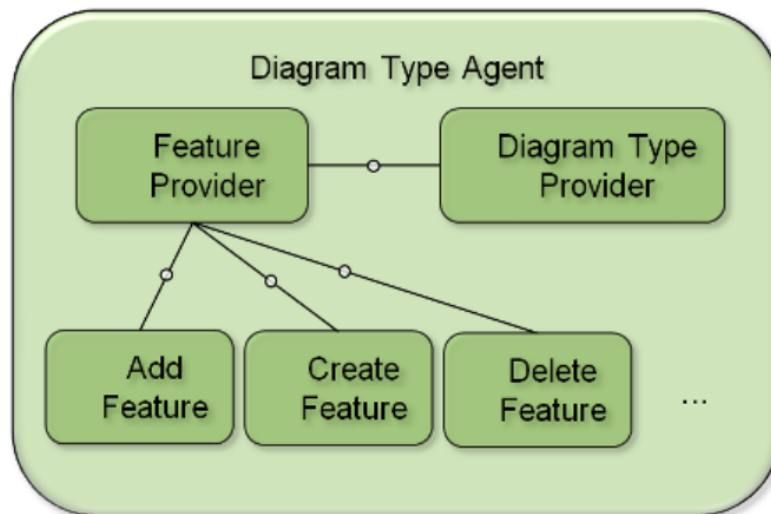 Diagram Type Agent
Feature
Provider
Diagram Type
Provider
Add
Feature
Create
Feature
Delete
Feature
...